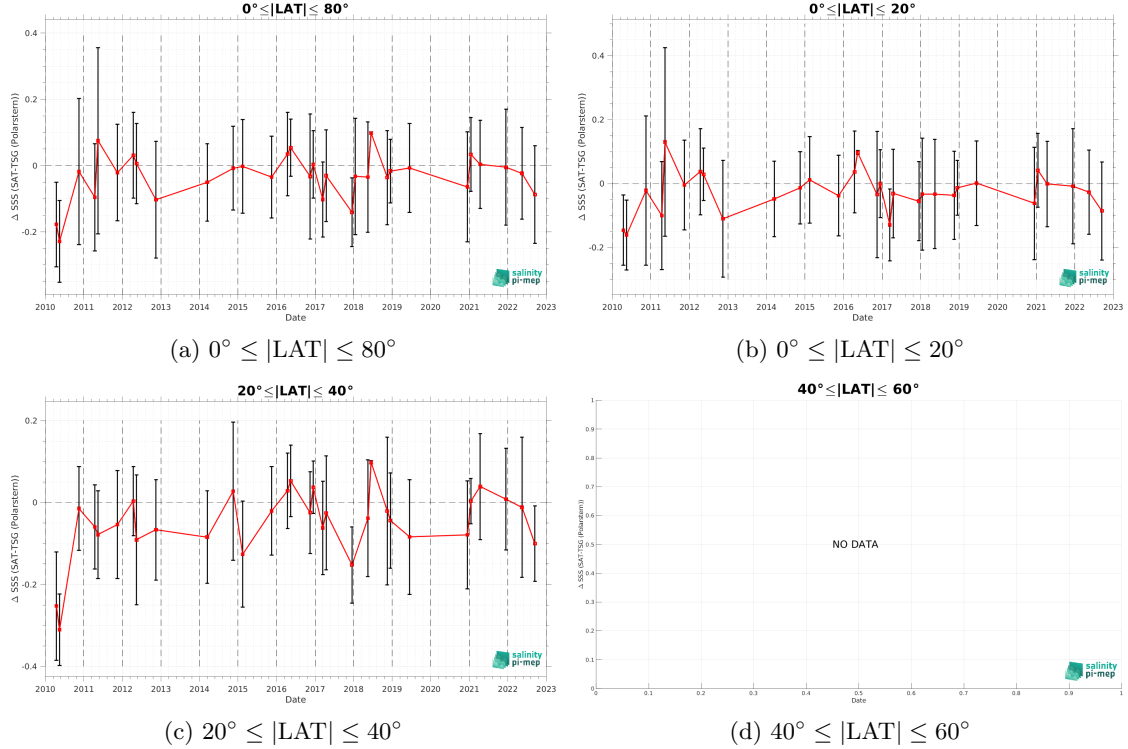 0°≤|LAT|≤ 80°
0.4
0.2
0
-0.2
Δ SSS (SAT-TSG (Polarstern))
2010 2011 2012 2013 2014 2015 2016 2017 2018 2019 2020 2021 2022 2023
Date
salinity
pi-mep
(a) 0° ≤ |LAT| ≤ 80°
0°≤|LAT|≤ 20°
0.4
0.2
0
-0.2
Δ SSS (SAT-TSG (Polarstern))
2010 2011 2012 2013 2014 2015 2016 2017 2018 2019 2020 2021 2022 2023
Date
salinity
pi-mep
(b) 0° ≤ |LAT| ≤ 20°
20°≤|LAT|≤ 40°
0.2
0
-0.2
-0.4
Δ SSS (SAT-TSG (Polarstern))
2010 2011 2012 2013 2014 2015 2016 2017 2018 2019 2020 2021 2022 2023
Date
salinity
pi-mep
(c) 20° ≤ |LAT| ≤ 40°
40°≤|LAT|≤ 60°
1
0.9
0.8
0.7
0.6
0.5
0.4
0.3
0.2
0.1
0
Δ SSS (SAT-TSG (Polarstern))
NO DATA
0 0.1 0.2 0.3 0.4 0.5 0.6 0.7 0.8 0.9 1
Date
salinity
pi-mep
(d) 40° ≤ |LAT| ≤ 60°